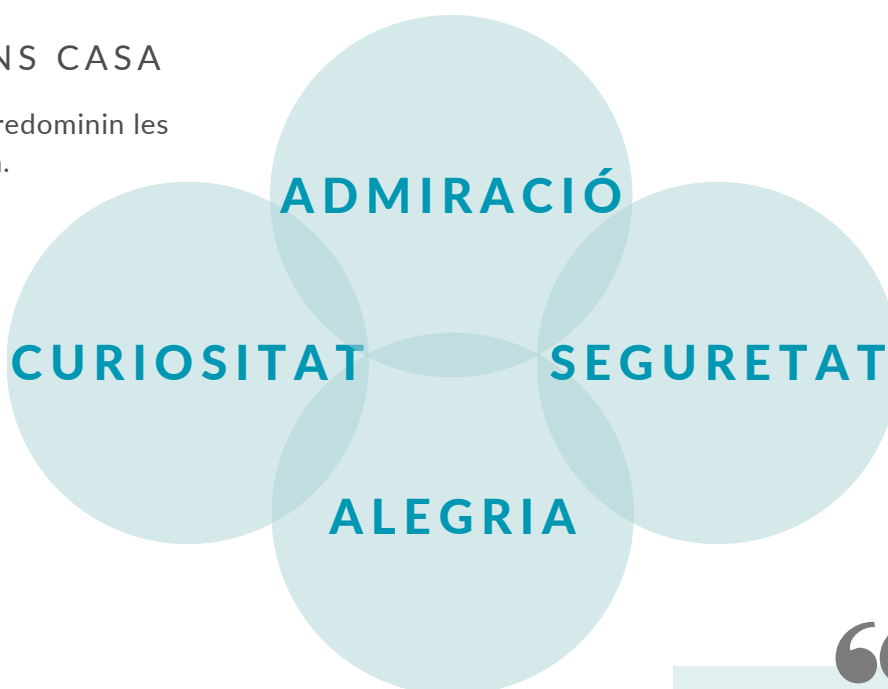 NS CASA
redominin les
ADMIRACIÓ
CURIOSITAT
SEGURETAT
ALEGRIA